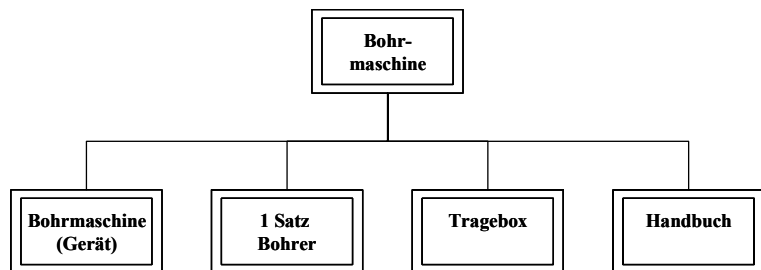 Bohr-
maschine
Bohrmaschine
(Gerät)
1 Satz
Bohrer
Tragebox
Handbuch